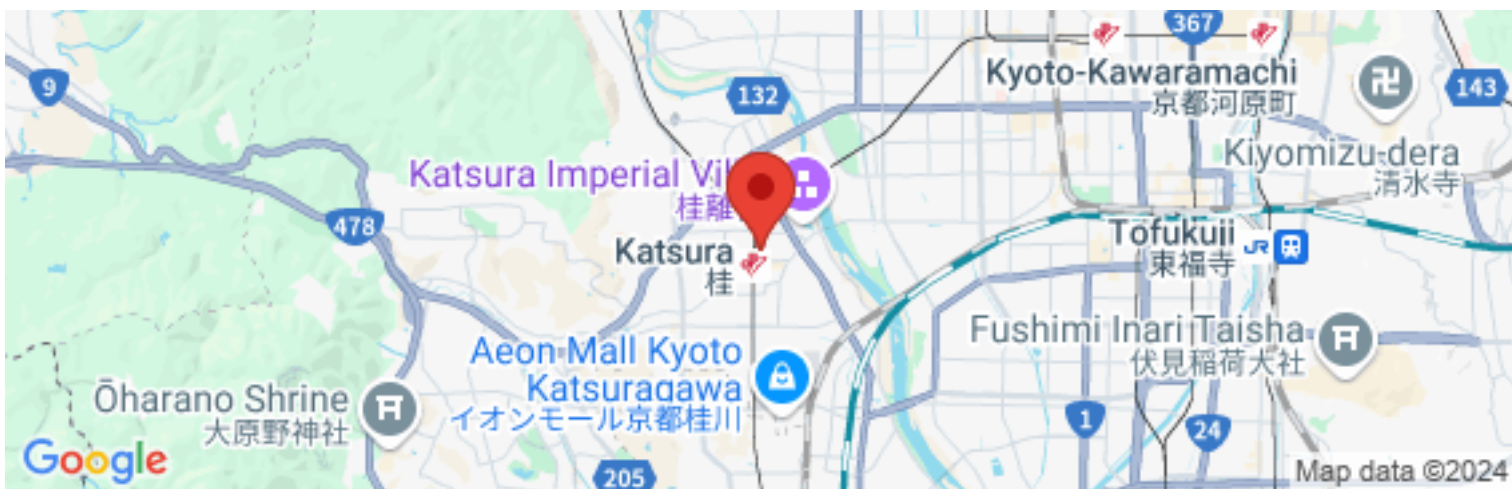 367
9
132
143
Kyoto-Kawaramachi
京都河原町
Kiyomizu-dera
清水寺
Katsura Imperial Vil
桂離
478
Katsura
桂
Tofukuji
東福寺
JR
Fushimi Inari Taisha
伏見稲荷大社
Aeon Mall Kyoto
Katsuragawa
イオンモール京都桂川
Ōharano Shrine
大原野神社
1
24
205
Google
Map data ©2024